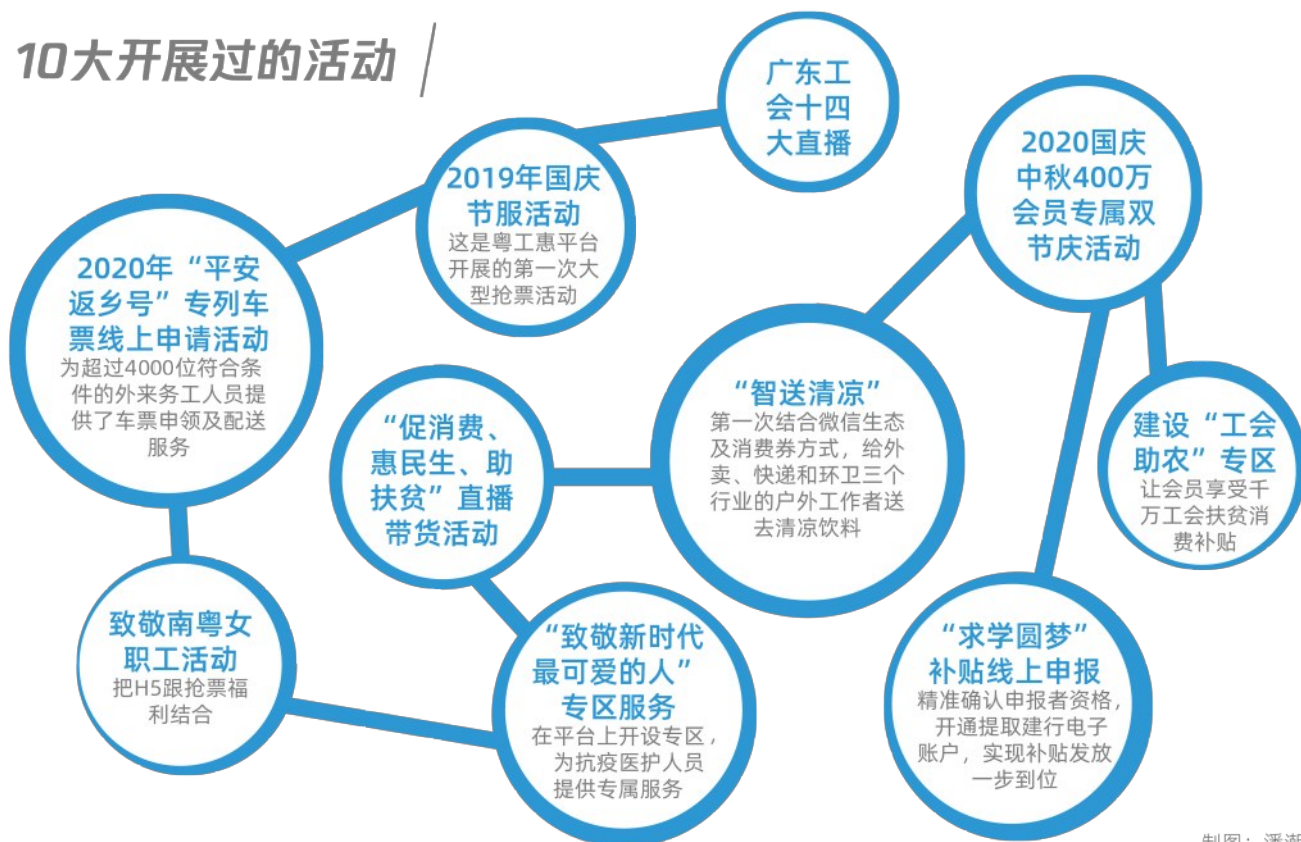 10大开展过的活动
广东工
会十四
大直播
2019年国庆
节服活动
这是粤工惠平台
开展的第一次大
型抢票活动
2020年“平安
返乡号”专列车
票线上申请活动
为超过4000位符合条
件的外来务工人员提
供了车票申领及配送
服务
致敬南粤女
职工活动
把H5跟抢票福
利结合
“致敬新时代
最可爱的人”
专区服务
在平台上开设专区，
为抗疫医护人员
提供专属服务
“促消费、
惠民生、助
扶贫”直播
带货活动
“智送清凉”
第一次结合微信生态
及消费券方式，给外
卖、快递和环卫三个
行业的户外工作者送
去清凉饮料
2020国庆
中秋400万
会员专属双
节庆活动
建设“工会
助农”专区
让会员享受千
万工会扶贫消
费补贴
“求学圆梦”
补贴线上申报
精准确认申报者资格，
开通提取建行电子
账户，实现补贴发放
一步到位
制图：潘潮